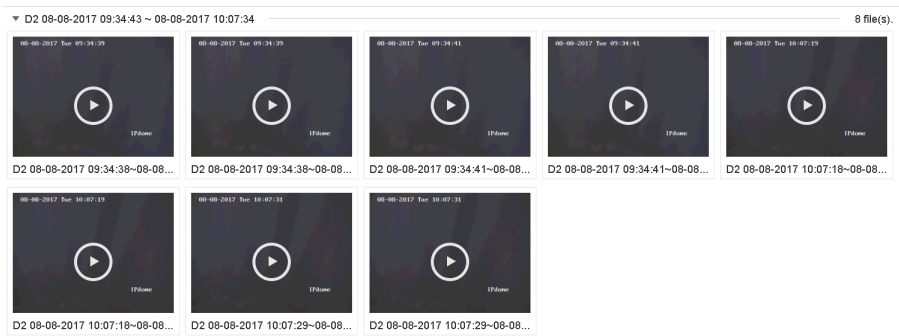 D2 08-08-2017 09:34:43 ~ 08-08-2017 10:07:34
8 file(s).
08-08-2017 Tue 09:34:39
IPdome
D2 08-08-2017 09:34:38~08-08...
08-08-2017 Tue 09:34:39
IPdome
D2 08-08-2017 09:34:38~08-08...
08-08-2017 Tue 09:34:41
IPdome
D2 08-08-2017 09:34:41~08-08...
08-08-2017 Tue 09:34:41
IPdome
D2 08-08-2017 09:34:41~08-08...
08-08-2017 Tue 10:07:19
IPdome
D2 08-08-2017 10:07:18~08-08...
08-08-2017 Tue 10:07:19
IPdome
D2 08-08-2017 10:07:18~08-08...
08-08-2017 Tue 10:07:31
IPdome
D2 08-08-2017 10:07:29~08-08...
08-08-2017 Tue 10:07:31
IPdome
D2 08-08-2017 10:07:29~08-08...